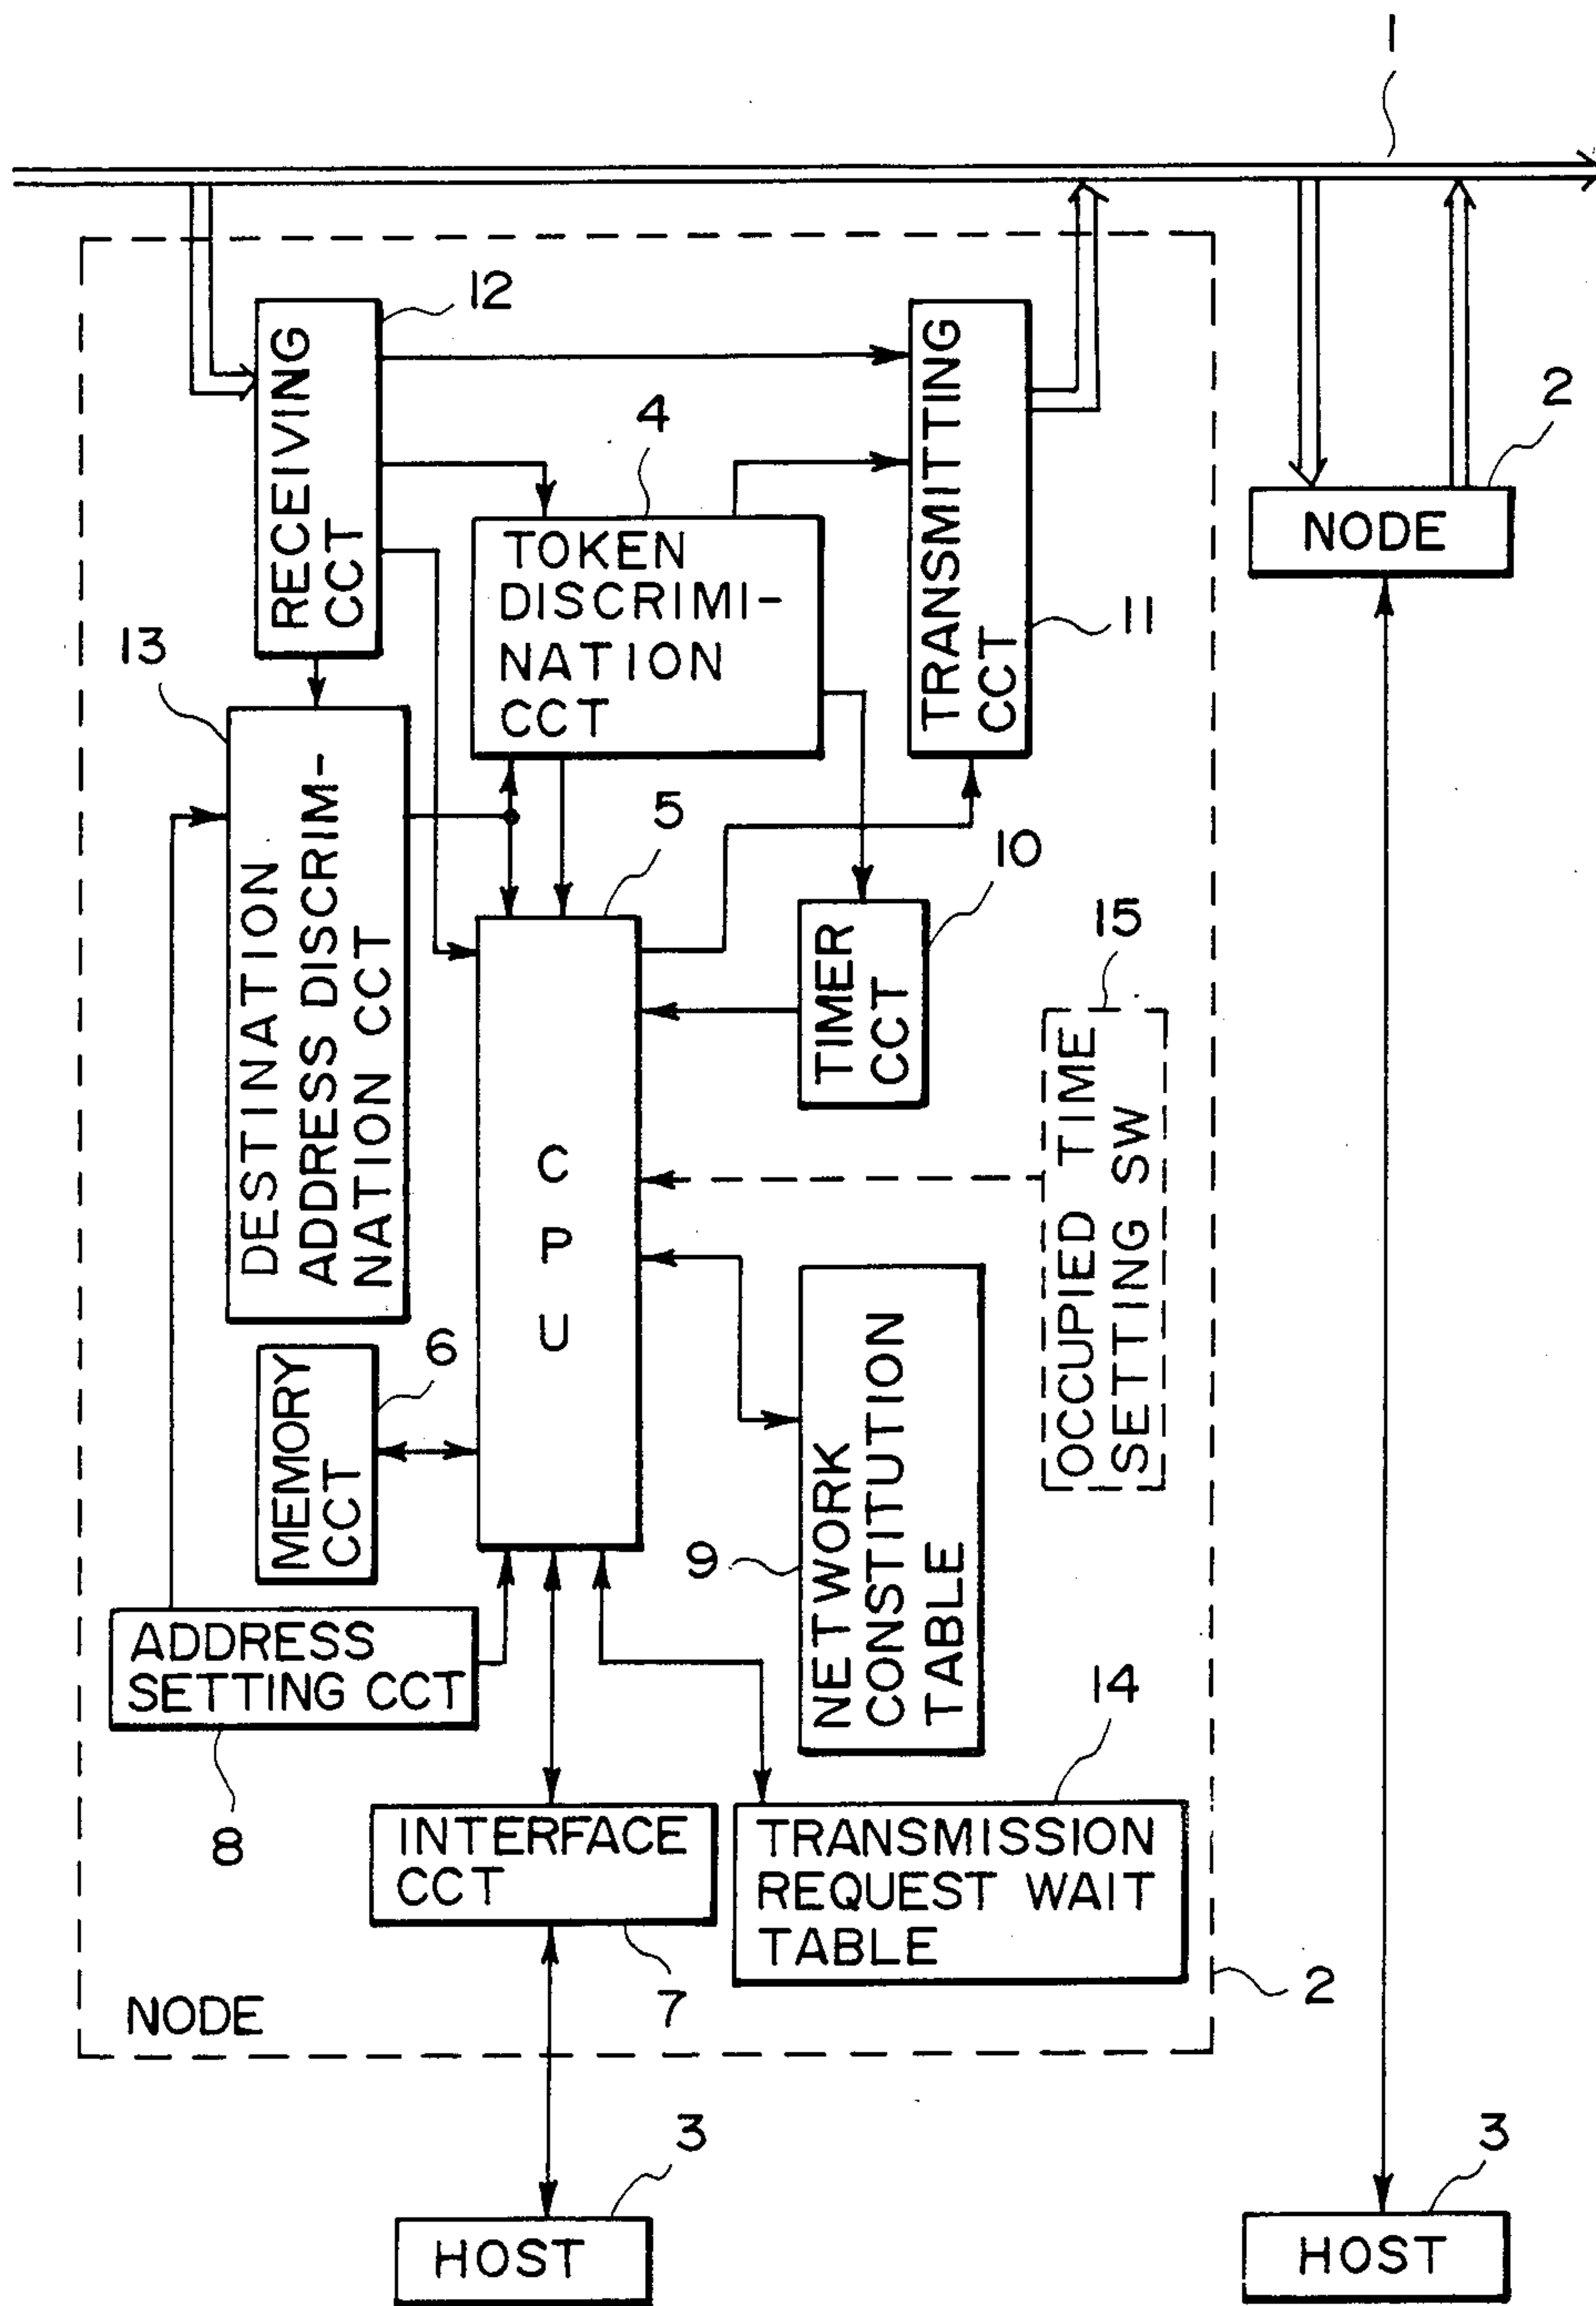 1
12
RECEIVING
CCT
4
TOKEN
DISCRIMI-
NATION
CCT
TRANSMITTING
CCT
11
2
NODE
13
DESTINATION
ADDRESS DISCRIM-
NATION CCT
5
C
P
U
10
TIMER
CCT
15
OCCUPIED TIME
SETTING SW
6
MEMORY
CCT
9
NETWORK
CONSTITUTION
TABLE
ADDRESS
SETTING CCT
8
14
INTERFACE
CCT
7
TRANSMISSION
REQUEST WAIT
TABLE
2
NODE
3
HOST
3
HOST